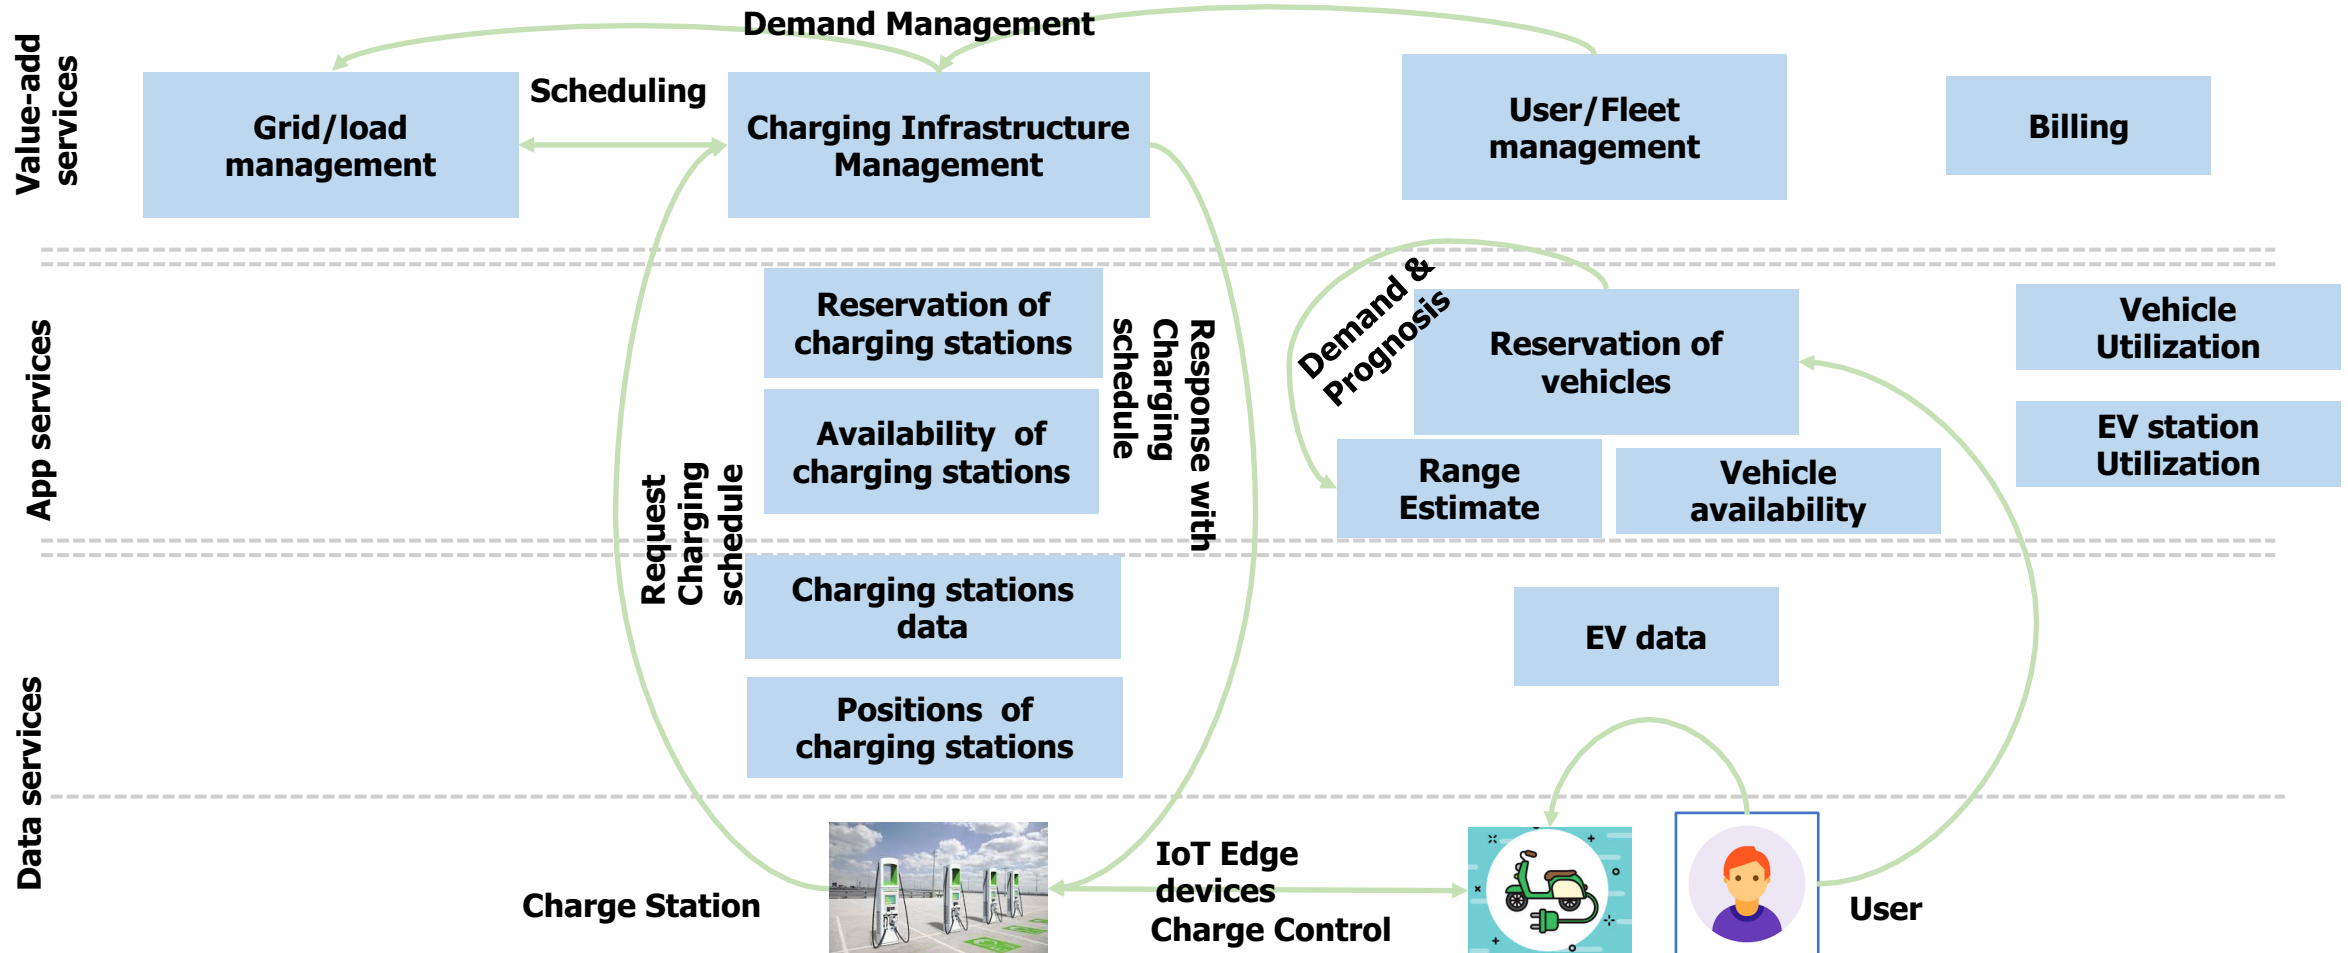 Demand Management
Value-add
services
Scheduling
Grid/load
management
Charging Infrastructure
Management
User/Fleet
management
Billing
App services
Reservation of
charging stations
Availability  of
charging stations
Request
Charging
schedule
Response with
Charging
schedule
Demand &
Prognosis
Reservation of
vehicles
Range
Estimate
Vehicle
availability
Vehicle
Utilization
EV station
Utilization
Data services
Charging stations
data
Positions  of
charging stations
EV data
Charge Station
IoT Edge
devices
Charge Control
User